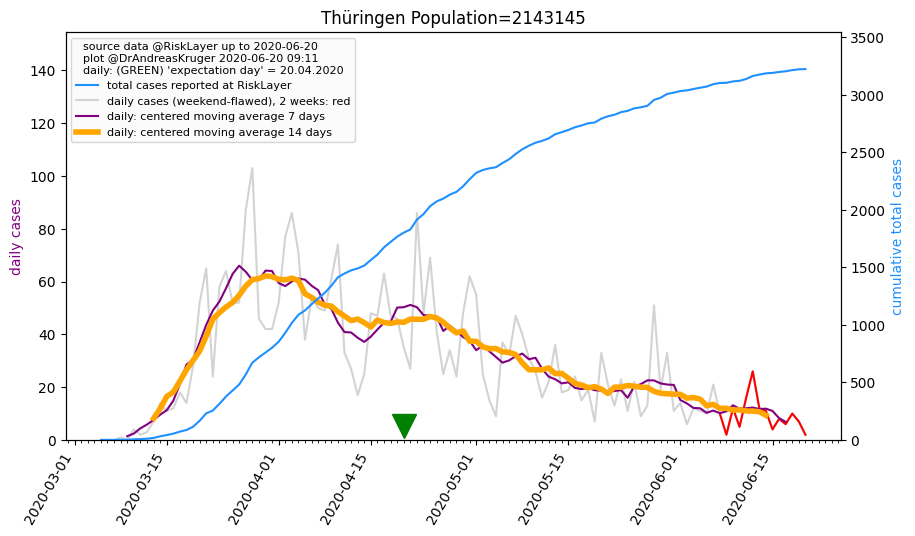 Thüringen Population=2143145
source data @RiskLayer up to 2020-06-20
plot @DrAndreasKruger 2020-06-20 09:11
daily: (GREEN) 'expectation day' = 20.04.2020
total cases reported at RiskLayer
daily cases (weekend-flawed), 2 weeks: red
daily: centered moving average 7 days
daily: centered moving average 14 days
daily cases
140
120
100
80
60
40
20
0
3500
3000
2500
2000
1500
1000
500
0
cumulative total cases
2020-03-01
2020-03-15
2020-04-01
2020-04-15
2020-05-01
2020-05-15
2020-06-01
2020-06-15